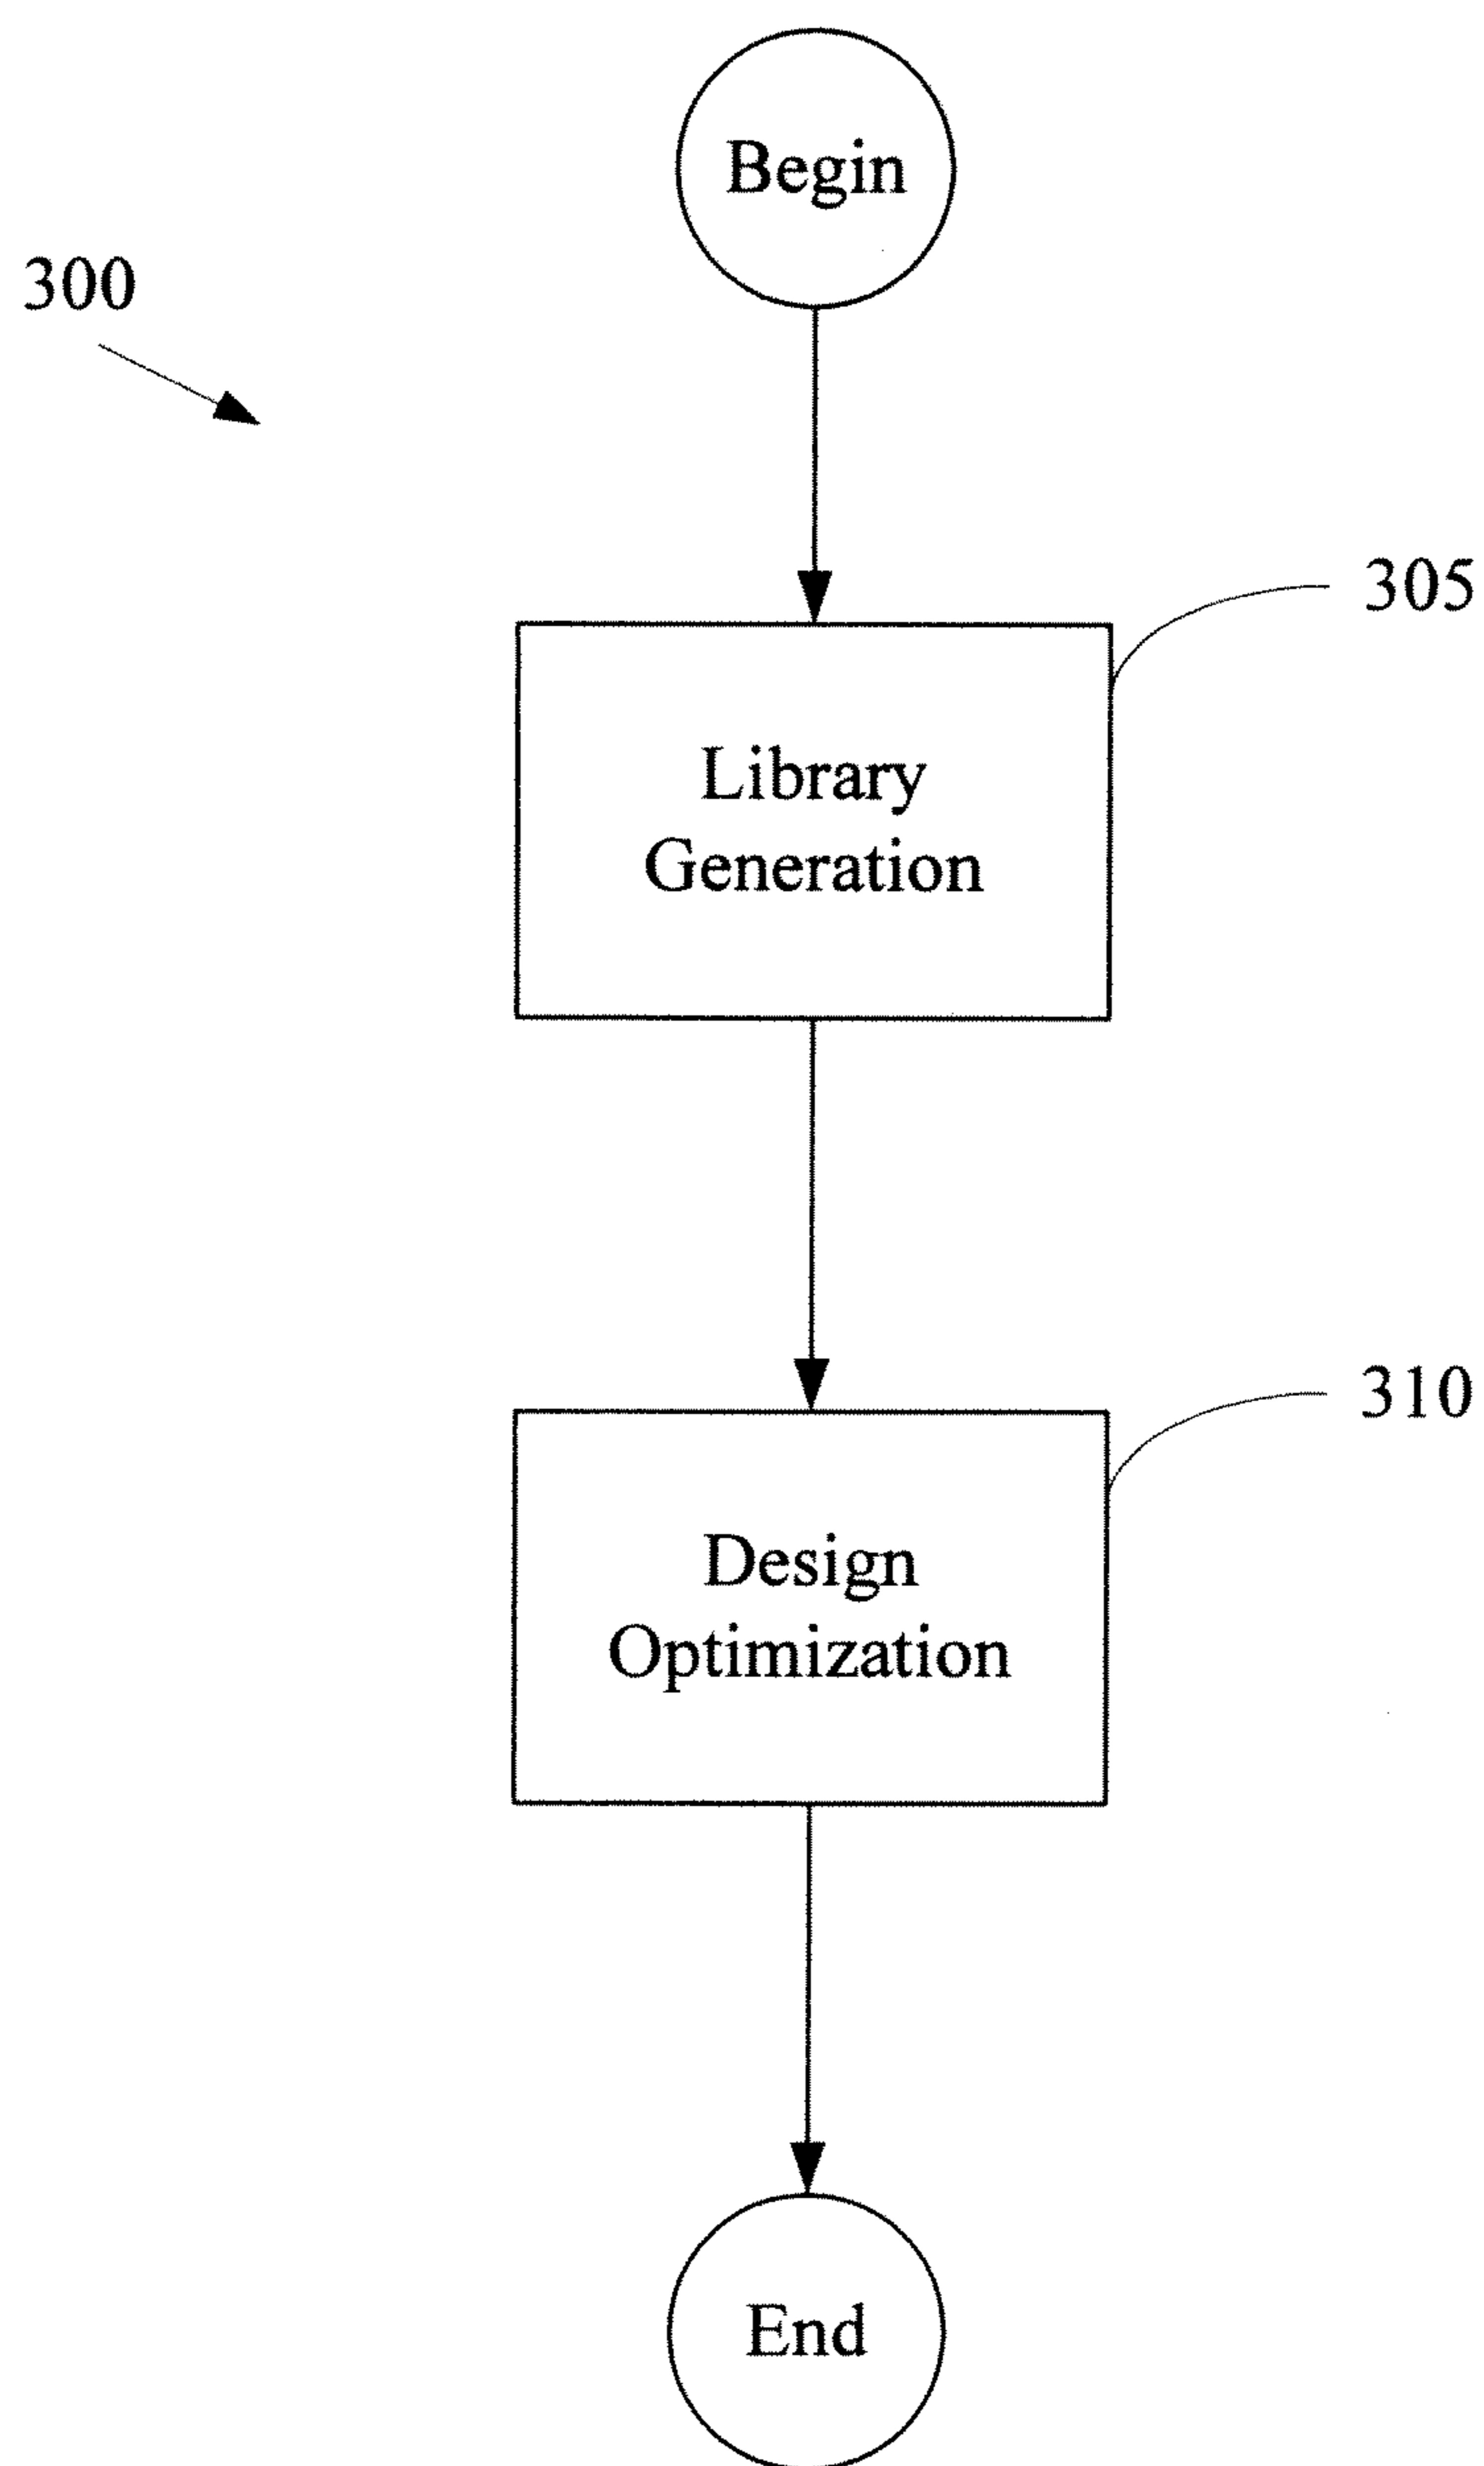 Begin
300
305
Library
Generation
310
Design
Optimization
End